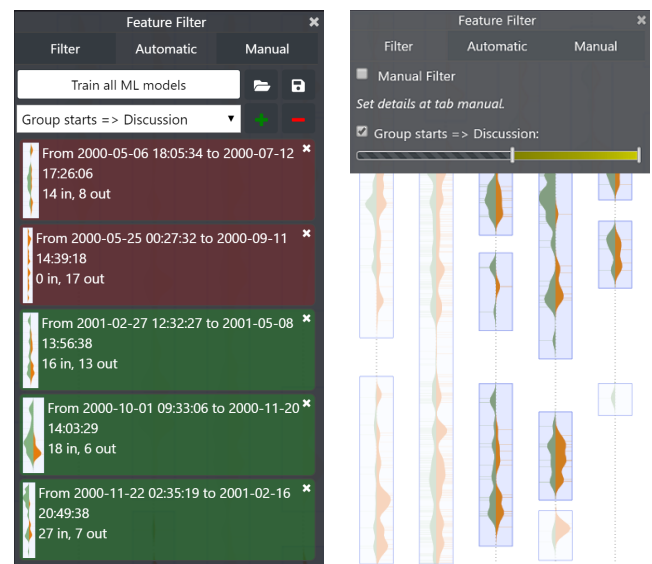 Feature Filter
Filter Automatic Manual
Train all ML models
Group starts => Discussion
From 2000-05-06 18:05:34 to 2000-07-12
17:26:06
14 in, 8 out
From 2000-05-25 00:27:32 to 2000-09-11
14:39:18
0 in, 17 out
From 2001-02-27 12:32:27 to 2001-05-08
13:56:38
16 in, 13 out
From 2000-10-01 09:33:06 to 2000-11-20
14:03:29
18 in, 6 out
From 2000-11-22 02:35:19 to 2001-02-16
20:49:38
27 in, 7 out
Feature Filter
Filter Automatic Manual
Manual Filter
Set details at tab manual.
Group starts => Discussion: